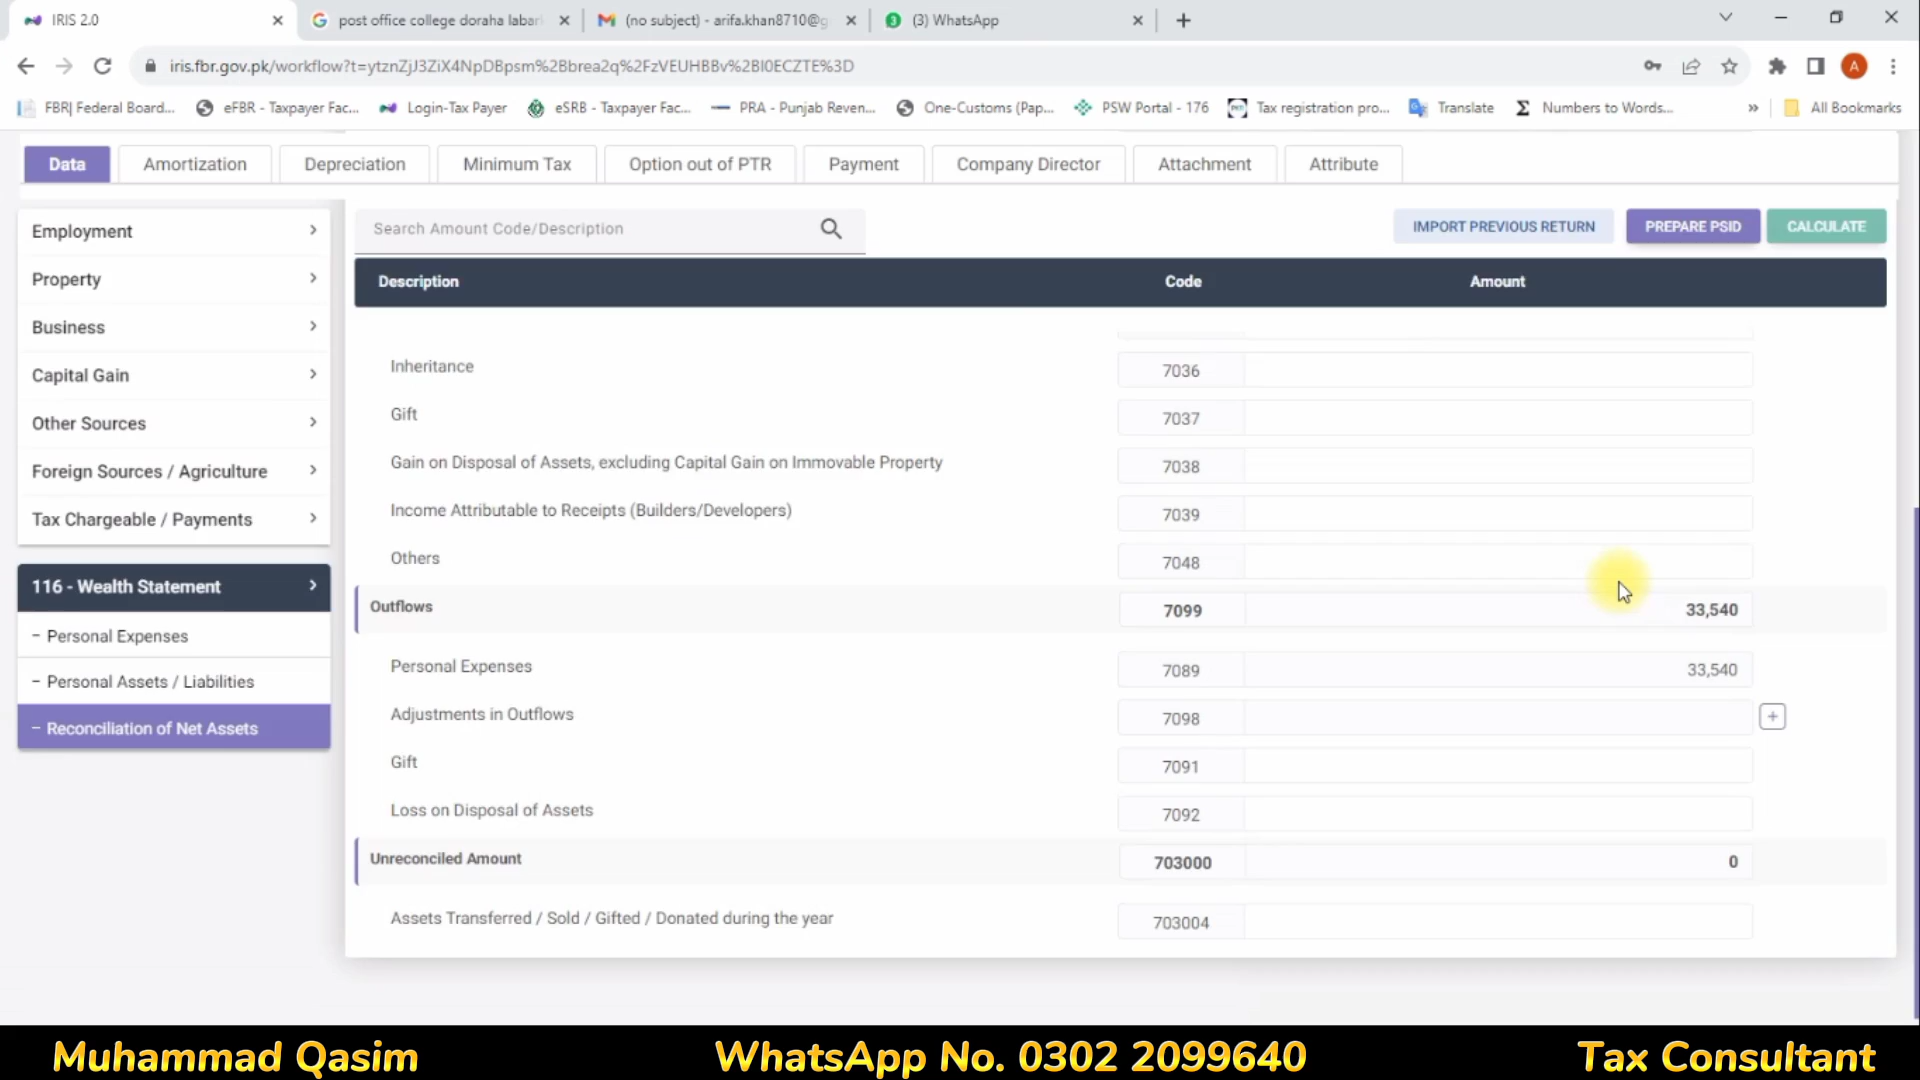 IRIS 2.0
post office college doraha labar
(no subject) - arifa.khan8710@g
(3) WhatsApp
iris.fbr.gov.pk/workflow?t=ytznZjJ3ZiX4NpDBpsm%2Bbrea2q%2FzVEUHBBv%2BI0ECZTE%3D
A
FBR| Federal Board...
eFBR - Taxpayer Fac...
Login-Tax Payer
eSRB - Taxpayer Fac...
PRA - Punjab Reven...
One-Customs (Pap...
PSW Portal - 176
Tax registration pro...
Translate
Numbers to Words...
»
All Bookmarks
Data
Amortization
Depreciation
Minimum Tax
Option out of PTR
Payment
Company Director
Attachment
Attribute
Employment
Property
Business
Capital Gain
Other Sources
Foreign Sources / Agriculture
Tax Chargeable / Payments
116 - Wealth Statement
– Personal Expenses
– Personal Assets / Liabilities
– Reconciliation of Net Assets
Search Amount Code/Description
IMPORT PREVIOUS RETURN
PREPARE PSID
CALCULATE
Description Code Amount
Inheritance 7036
Gift 7037
Gain on Disposal of Assets, excluding Capital Gain on Immovable Property 7038
Income Attributable to Receipts (Builders/Developers) 7039
Others 7048
Outflows 7099 33,540
Personal Expenses 7089 33,540
Adjustments in Outflows 7098 +
Gift 7091
Loss on Disposal of Assets 7092
Unreconciled Amount 703000 0
Assets Transferred / Sold / Gifted / Donated during the year 703004
Muhammad Qasim WhatsApp No. 0302 2099640 Tax Consultant